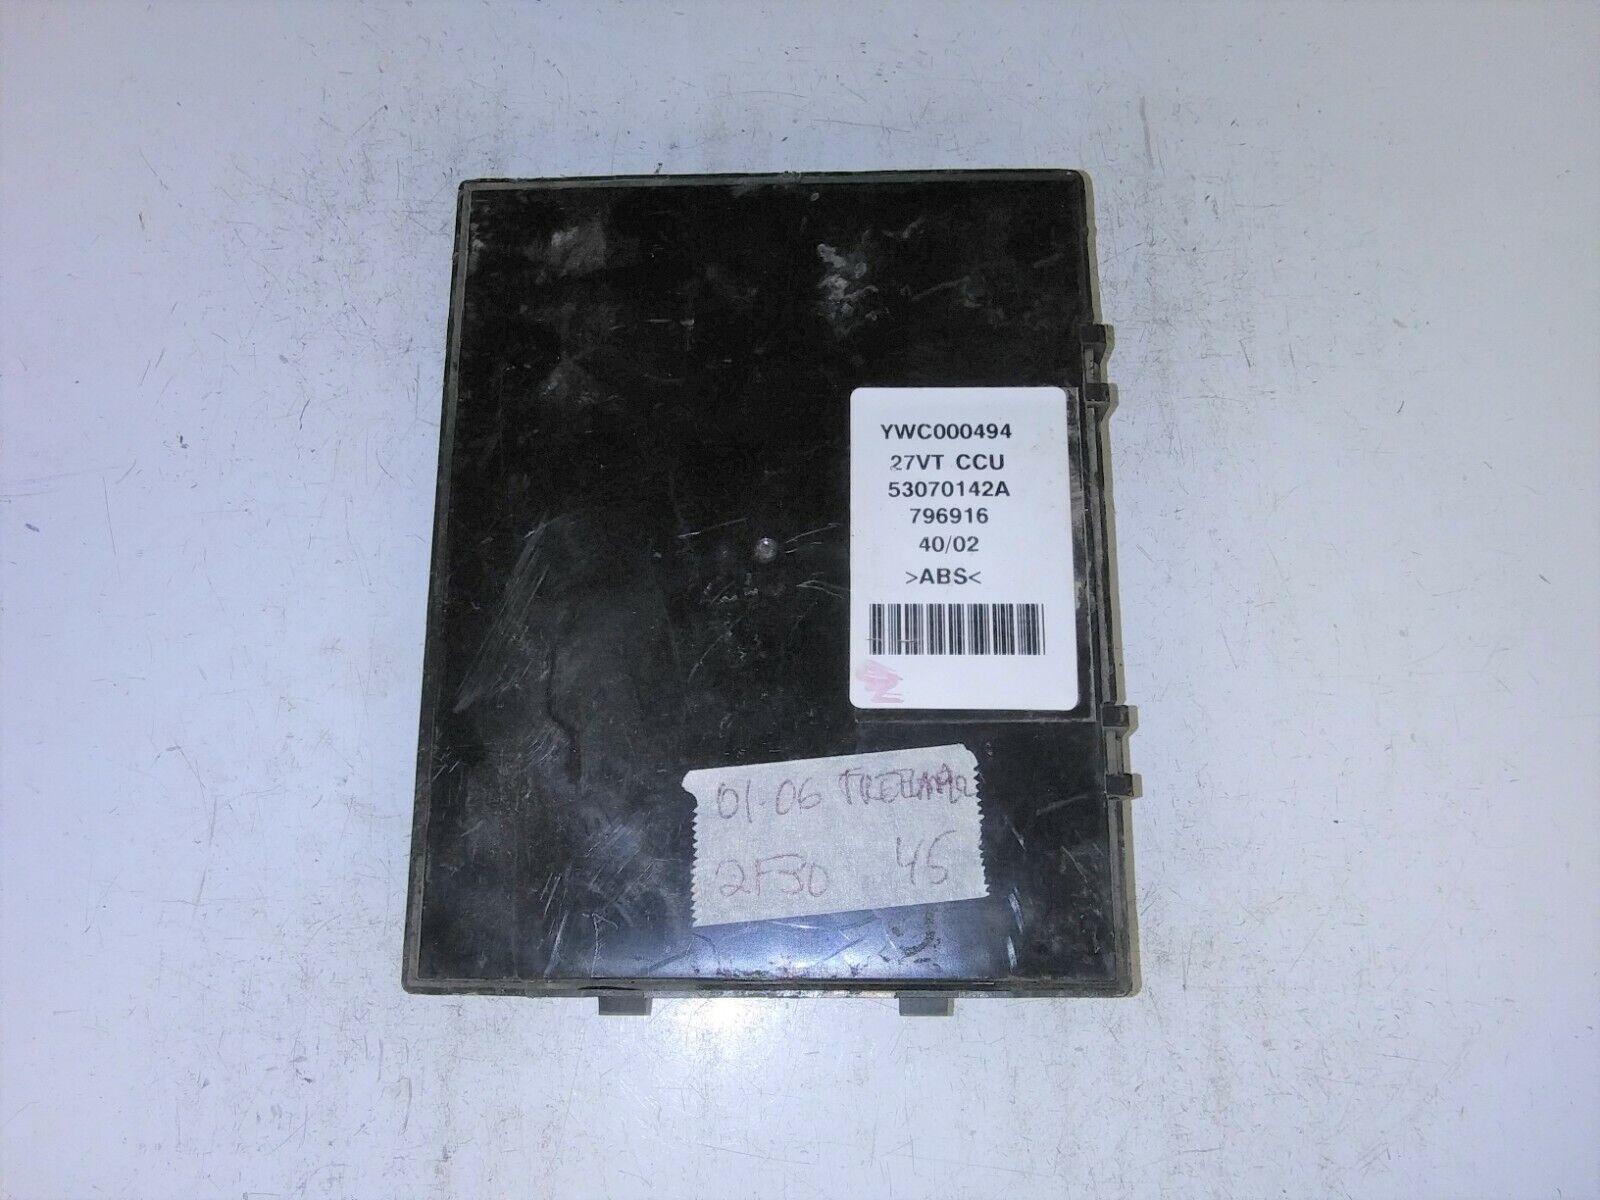 YWC000494
27VT CCU
53070142A
796916
40/02
>ABS<
01-06
2F30 45